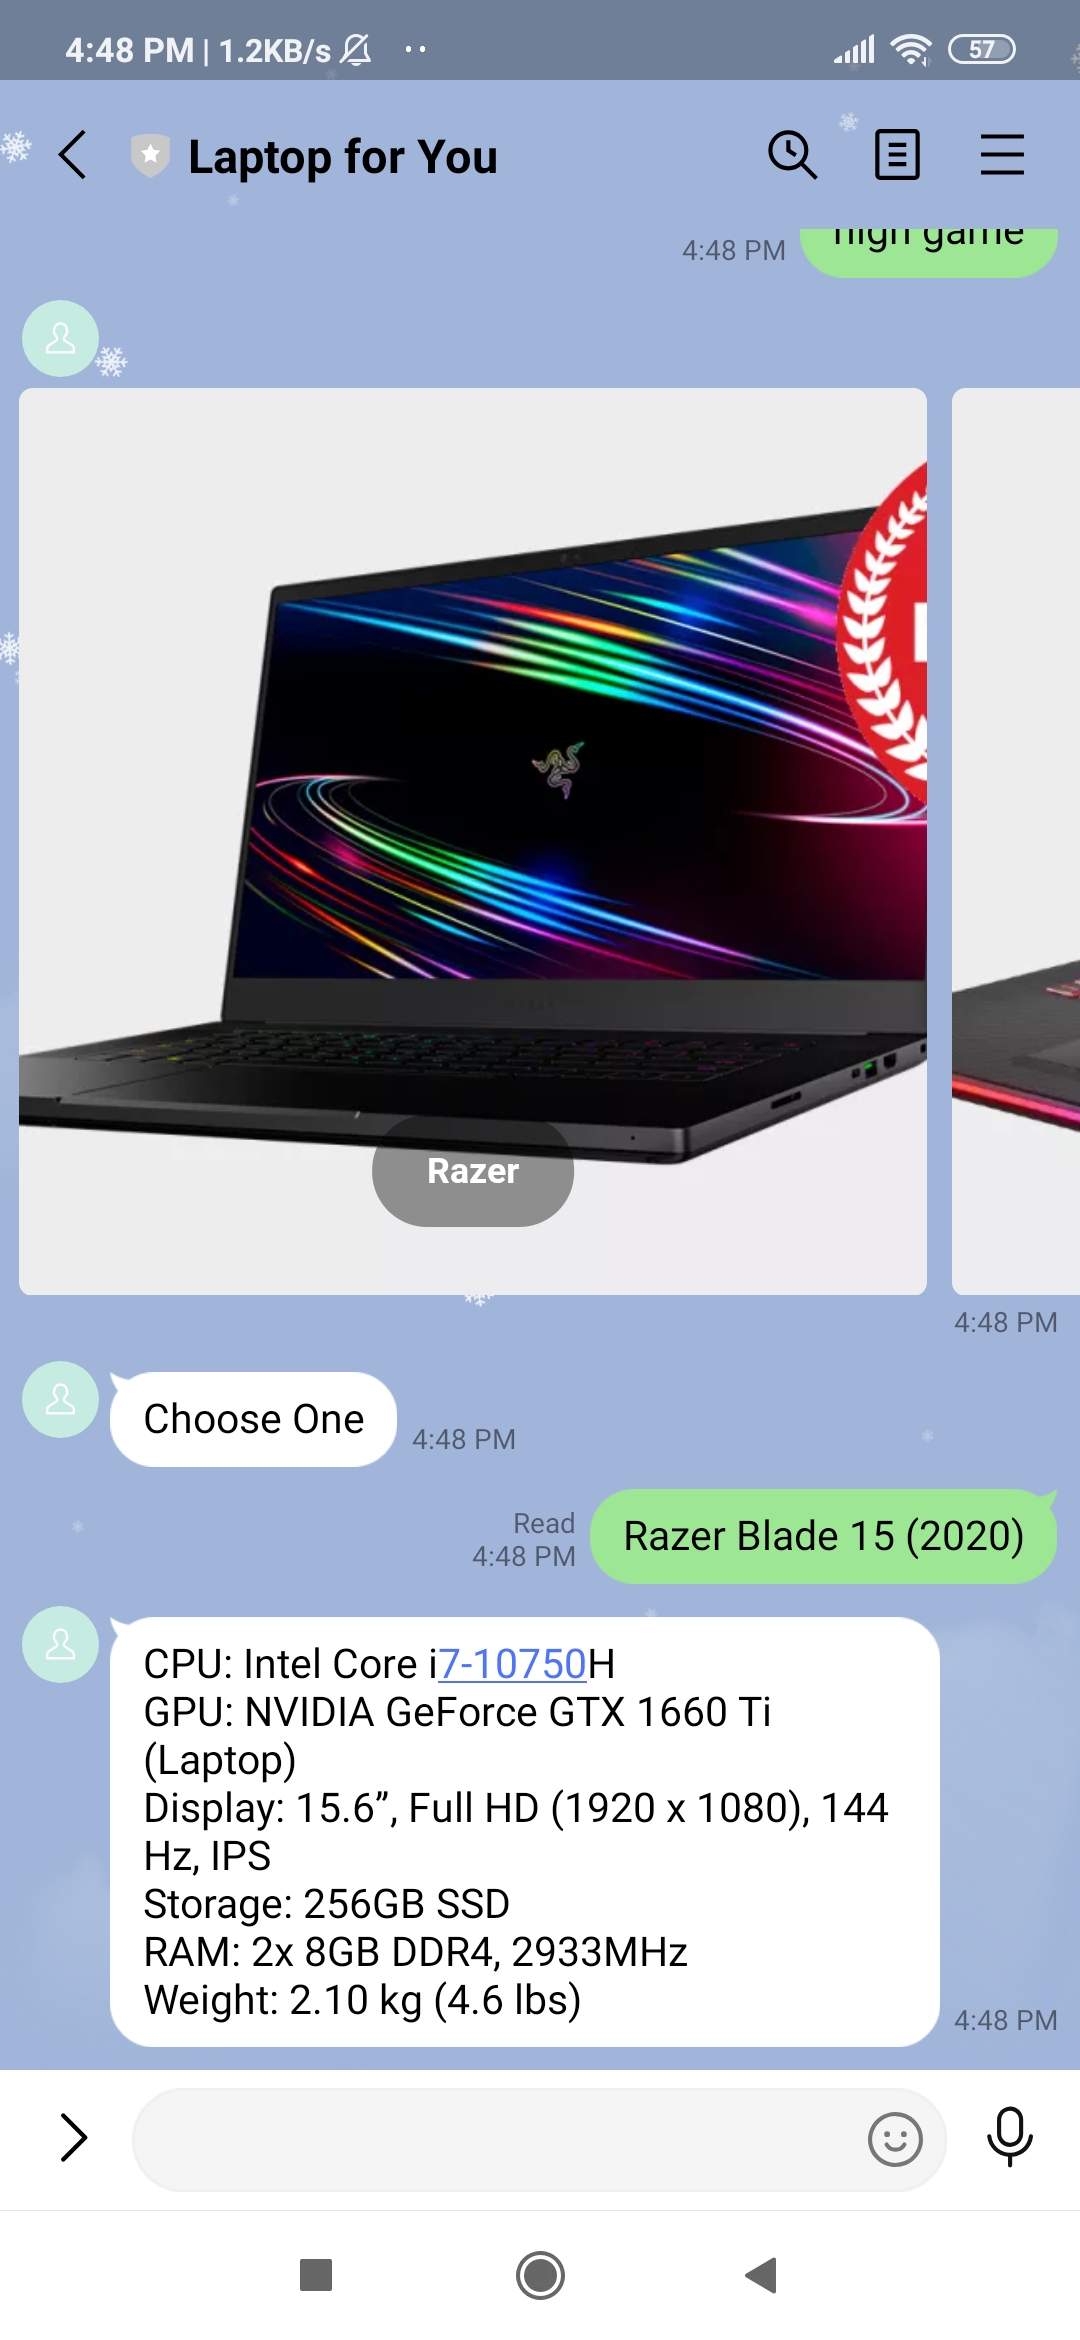 4:48 PM | 1.2KB/s
57
Laptop for You
high game
4:48 PM
Razer
4:48 PM
Choose One
4:48 PM
Read
4:48 PM
Razer Blade 15 (2020)
CPU: Intel Core i7-10750H
GPU: NVIDIA GeForce GTX 1660 Ti
(Laptop)
Display: 15.6”, Full HD (1920 x 1080), 144
Hz, IPS
Storage: 256GB SSD
RAM: 2x 8GB DDR4, 2933MHz
Weight: 2.10 kg (4.6 lbs)
4:48 PM